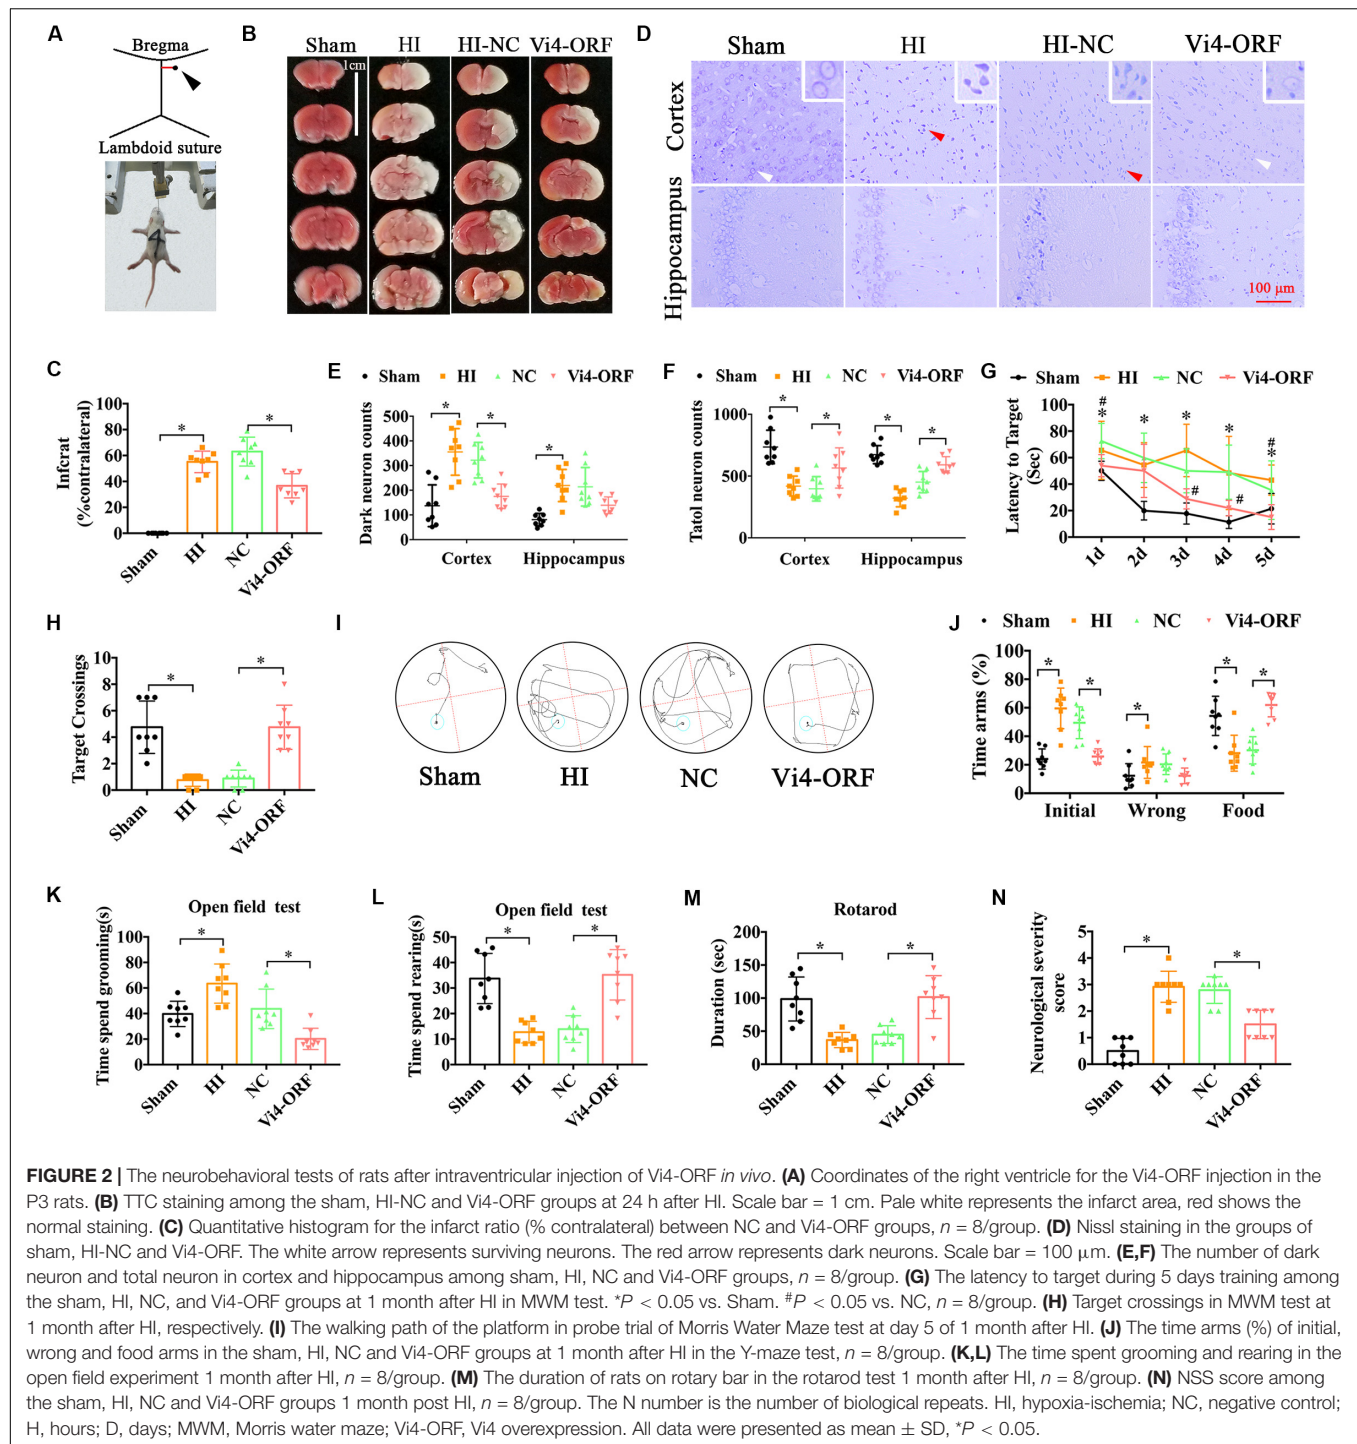 A
Bregma
Lambdoid suture
4
B
Sham HI HI-NC Vi4-ORF
1cm
D
Sham HI HI-NC Vi4-ORF
Cortex
Hippocampus
100 μm
C
Infcrat
(%contralateral)
100
80
60
40
20
0
Sham HI NC Vi4-ORF
*
*
E
Sham HI NC Vi4-ORF
Dark neuron counts
500
400
300
200
100
0
* * *
Cortex Hippocampus
F
Sham HI NC Vi4-ORF
Tatol neuron counts
1000
500
0
* * * *
Cortex Hippocampus
G
Sham HI NC Vi4-ORF
Latency to Target
(Sec)
100
80
60
40
20
0
# * * * # * # # *
1d 2d 3d 4d 5d
H
Target Crossings
10
8
6
4
2
0
* *
Sham HI NC Vi4-ORF
I
Sham HI NC Vi4-ORF
J
Sham HI NC Vi4-ORF
Time arms (%)
100
80
60
40
20
0
* * * * *
Initial Wrong Food
K
Open field test
Time spend grooming(s)
100
80
60
40
20
0
* *
Sham HI NC Vi4-ORF
L
Open field test
Time spend rearing(s)
50
40
30
20
10
0
* *
Sham HI NC Vi4-ORF
M
Rotarod
Duration (sec)
200
150
100
50
0
* *
Sham HI NC Vi4-ORF
N
Neurological severity
score
5
4
3
2
1
0
* *
Sham HI NC Vi4-ORF
FIGURE 2 | The neurobehavioral tests of rats after intraventricular injection of Vi4-ORF in vivo. (A) Coordinates of the right ventricle for the Vi4-ORF injection in the
P3 rats. (B) TTC staining among the sham, HI-NC and Vi4-ORF groups at 24 h after HI. Scale bar = 1 cm. Pale white represents the infarct area, red shows the
normal staining. (C) Quantitative histogram for the infarct ratio (% contralateral) between NC and Vi4-ORF groups, n = 8/group. (D) Nissl staining in the groups of
sham, HI-NC and Vi4-ORF. The white arrow represents surviving neurons. The red arrow represents dark neurons. Scale bar = 100 μm. (E,F) The number of dark
neuron and total neuron in cortex and hippocampus among sham, HI, NC and Vi4-ORF groups, n = 8/group. (G) The latency to target during 5 days training among
the sham, HI, NC, and Vi4-ORF groups at 1 month after HI in MWM test. *P < 0.05 vs. Sham. #P < 0.05 vs. NC, n = 8/group. (H) Target crossings in MWM test at
1 month after HI, respectively. (I) The walking path of the platform in probe trial of Morris Water Maze test at day 5 of 1 month after HI. (J) The time arms (%) of initial,
wrong and food arms in the sham, HI, NC and Vi4-ORF groups at 1 month after HI in the Y-maze test, n = 8/group. (K,L) The time spent grooming and rearing in the
open field experiment 1 month after HI, n = 8/group. (M) The duration of rats on rotary bar in the rotarod test 1 month after HI, n = 8/group. (N) NSS score among
the sham, HI, NC and Vi4-ORF groups 1 month post HI, n = 8/group. The N number is the number of biological repeats. HI, hypoxia-ischemia; NC, negative control;
H, hours; D, days; MWM, Morris water maze; Vi4-ORF, Vi4 overexpression. All data were presented as mean ± SD, *P < 0.05.